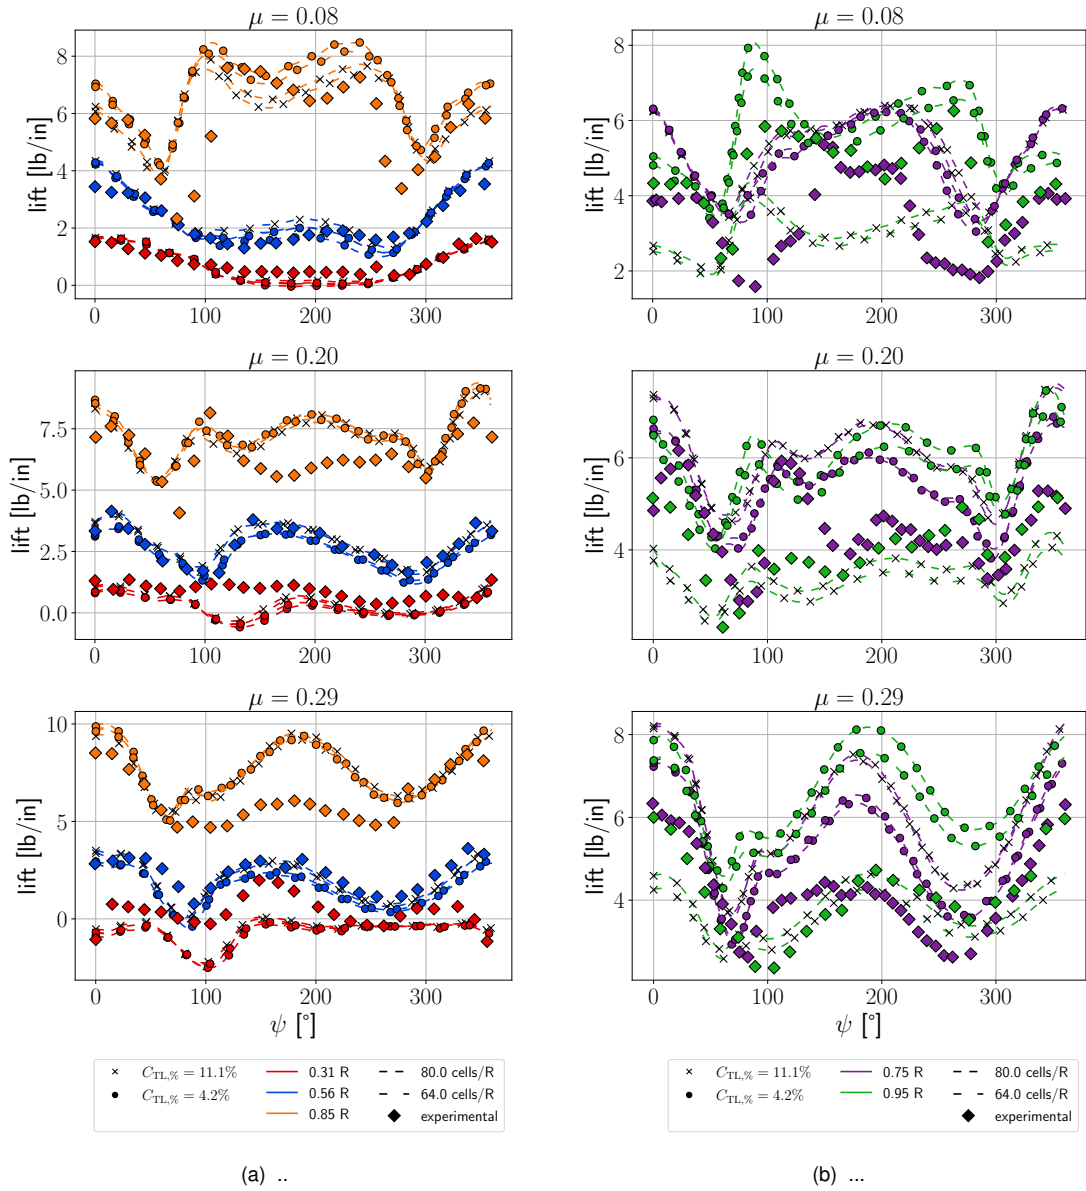 μ = 0.08
lift [lb/in]
8
6
4
2
0
0 100 200 300
μ = 0.20
lift [lb/in]
7.5
5.0
2.5
0.0
0 100 200 300
μ = 0.29
lift [lb/in]
10
5
0
0 100 200 300
ψ [°]
C_TL,% = 11.1% 0.31 R 80.0 cells/R
C_TL,% = 4.2% 0.56 R 64.0 cells/R
0.85 R experimental
(a) ..
μ = 0.08
lift [lb/in]
8
6
4
2
0 100 200 300
μ = 0.20
lift [lb/in]
6
4
0 100 200 300
μ = 0.29
lift [lb/in]
8
6
4
0 100 200 300
ψ [°]
C_TL,% = 11.1% 0.75 R 80.0 cells/R
C_TL,% = 4.2% 0.95 R 64.0 cells/R
experimental
(b) ...